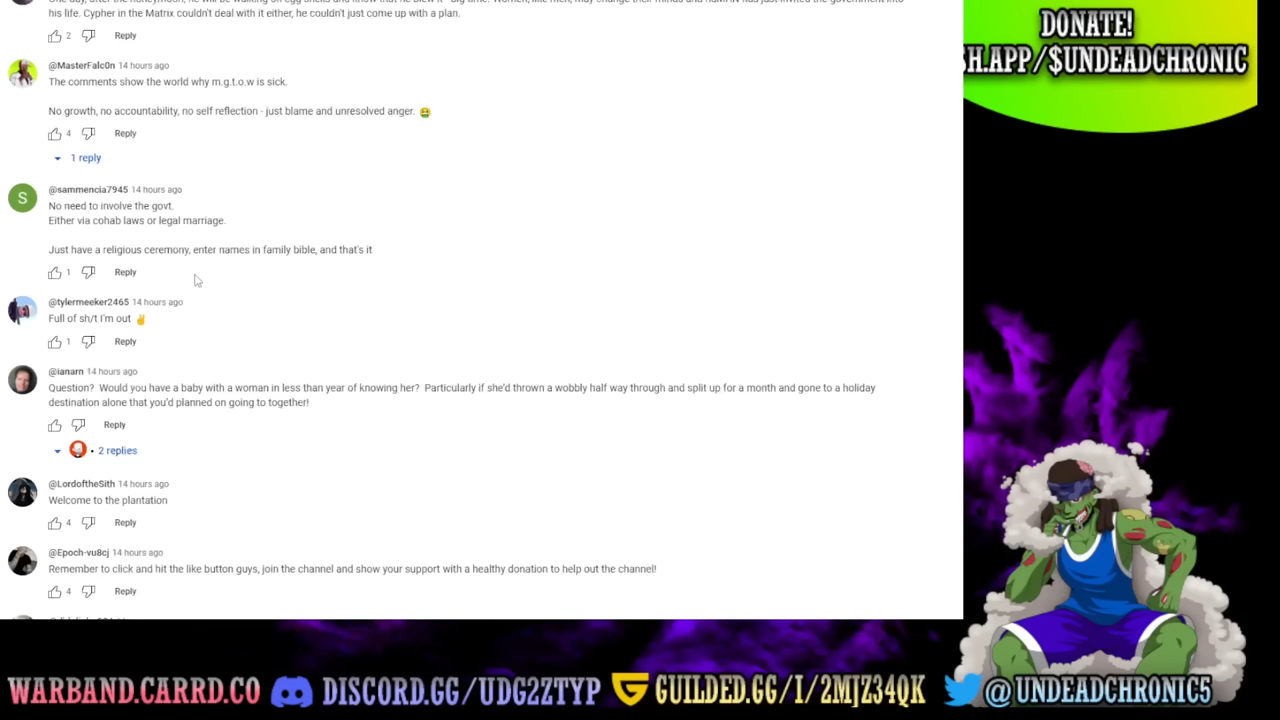 his life. Cypher in the Matrix couldn't deal with it either, he couldn't just come up with a plan.
2 Reply
@MasterFalc0n 14 hours ago
The comments show the world why m.g.t.o.w is sick.
No growth, no accountability, no self reflection - just blame and unresolved anger. 🤮
4 Reply
1 reply
S
@sammencia7945 14 hours ago
No need to involve the govt.
Either via cohab laws or legal marriage.
Just have a religious ceremony, enter names in family bible, and that's it
1 Reply
@tylermeeker2465 14 hours ago
Full of sh/t I'm out ✌
1 Reply
@ianarn 14 hours ago
Question? Would you have a baby with a woman in less than year of knowing her? Particularly if she'd thrown a wobbly half way through and split up for a month and gone to a holiday
destination alone that you'd planned on going to together!
Reply
• 2 replies
@LordoftheSith 14 hours ago
Welcome to the plantation
4 Reply
@Epoch-vu8cj 14 hours ago
Remember to click and hit the like button guys, join the channel and show your support with a healthy donation to help out the channel!
4 Reply
DONATE!
SH.APP/$UNDEADCHRONIC
WARBAND.CARRD.CO DISCORD.GG/UDG2ZTYP GUILDED.GG/I/2MJZ34QK @UNDEADCHRONIC5